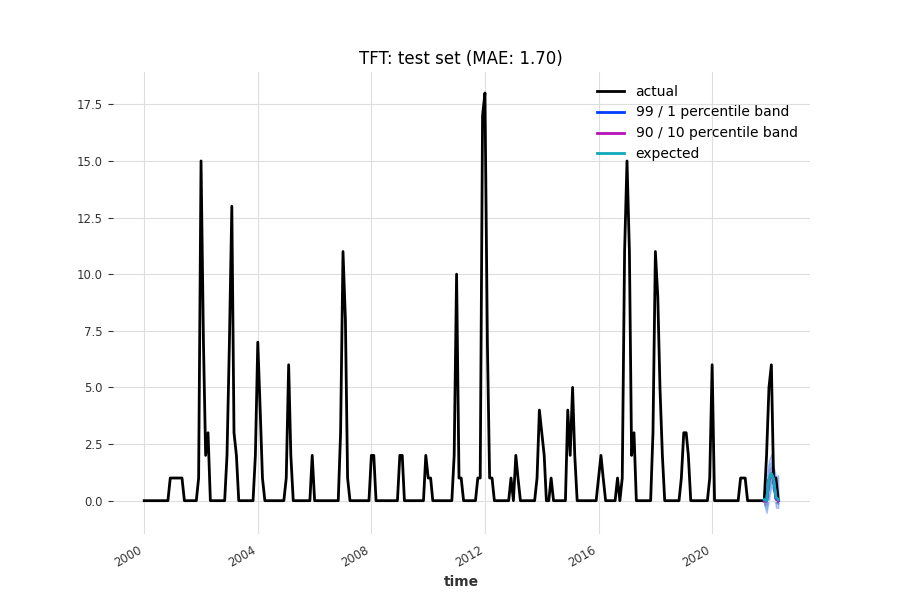 TFT: test set (MAE: 1.70)
actual
99 / 1 percentile band
90 / 10 percentile band
expected
17.5
15.0
12.5
10.0
7.5
5.0
2.5
0.0
2000
2004
2008
2012
2016
2020
time